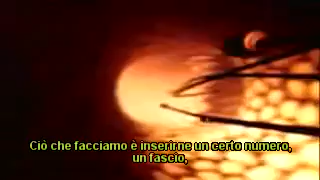 Ciò che facciamo è inserirne un certo numero,
un fascio,